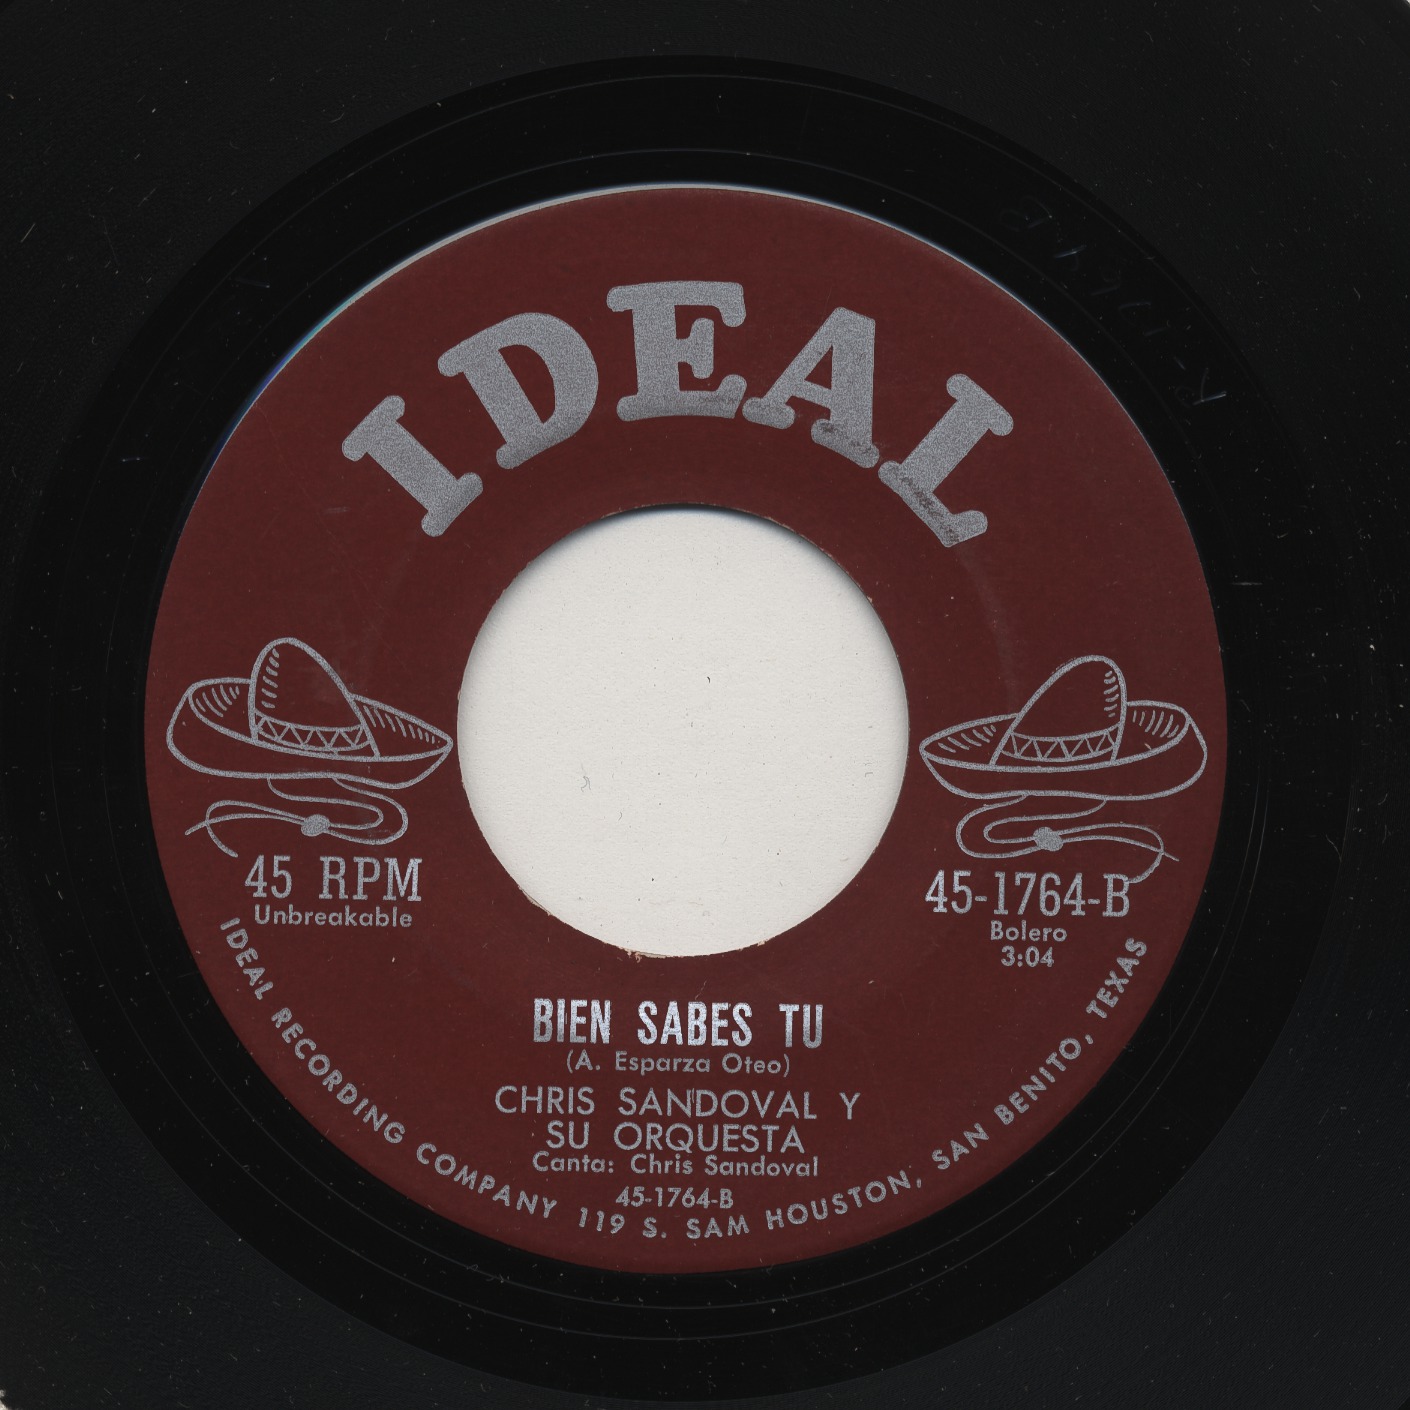 IDEAL
45 RPM
Unbreakable
45-1764-B
Bolero
3:04
BIEN SABES TU
(A. Esparza Oteo)
CHRIS SANDOVAL Y
SU ORQUESTA
Canta: Chris Sandoval
45-1764-B
IDEAL RECORDING COMPANY 119 S. SAM HOUSTON, SAN BENITO, TEXAS